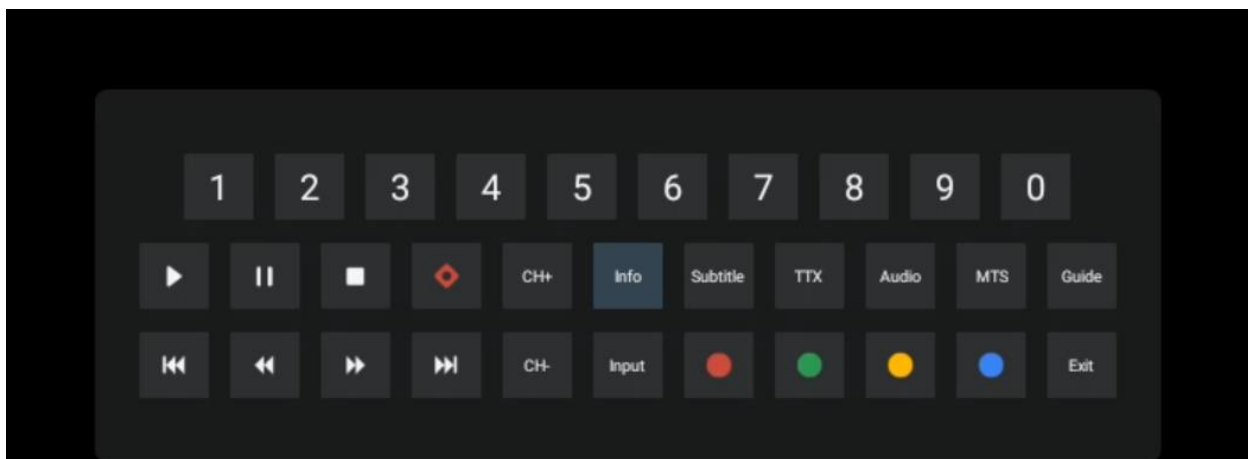 1 2 3 4 5 6 7 8 9 0
CH+ Info Subtitle TTX Audio MTS Guide
CH- Input Exit